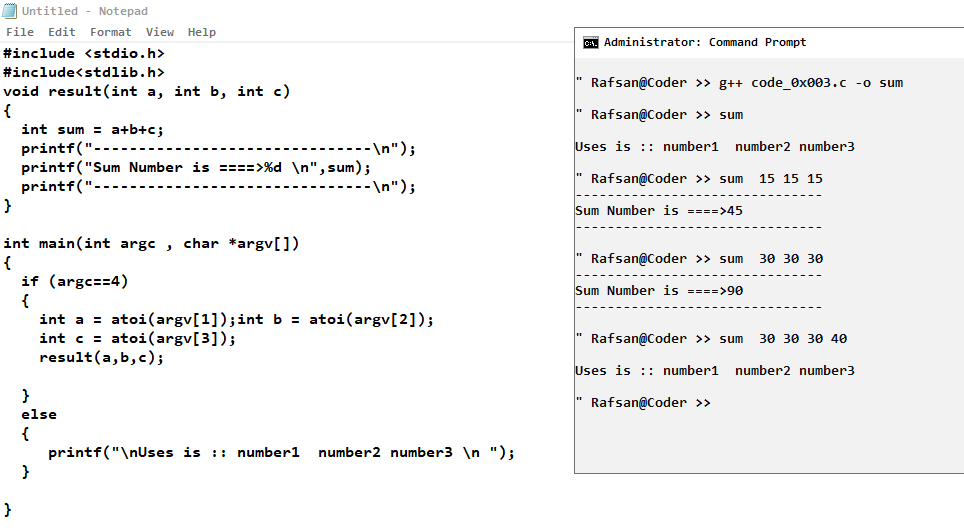 Untitled - Notepad
File Edit Format View Help
#include <stdio.h>
#include<stdlib.h>
void result(int a, int b, int c)
{
  int sum = a+b+c;
  printf("-------------------------------\n");
  printf("Sum Number is ====>%d \n",sum);
  printf("-------------------------------\n");
}

int main(int argc , char *argv[])
{
  if (argc==4)
  {
    int a = atoi(argv[1]);int b = atoi(argv[2]);
    int c = atoi(argv[3]);
    result(a,b,c);

  }
  else
  {
     printf("\nUses is :: number1  number2 number3 \n ");
  }

}
Administrator: Command Prompt
" Rafsan@Coder >> g++ code_0x003.c -o sum
" Rafsan@Coder >> sum
Uses is :: number1  number2 number3
" Rafsan@Coder >> sum  15 15 15
-------------------------------
Sum Number is ====>45
-------------------------------
" Rafsan@Coder >> sum  30 30 30
-------------------------------
Sum Number is ====>90
-------------------------------
" Rafsan@Coder >> sum  30 30 30 40
Uses is :: number1  number2 number3
" Rafsan@Coder >>